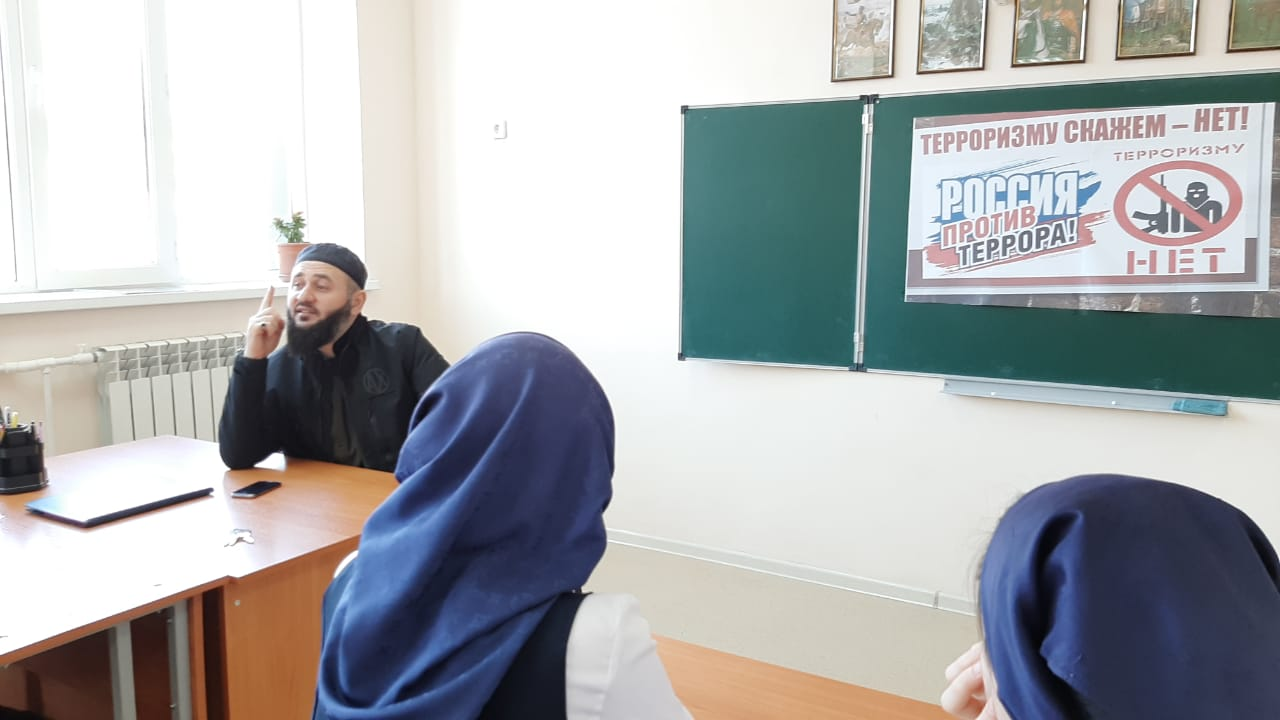 ТЕРРОРИЗМУ СКАЖЕМ – НЕТ!
РОССИЯ
ПРОТИВ
ТЕРРОРА!
ТЕРРОРИЗМУ
НЕТ